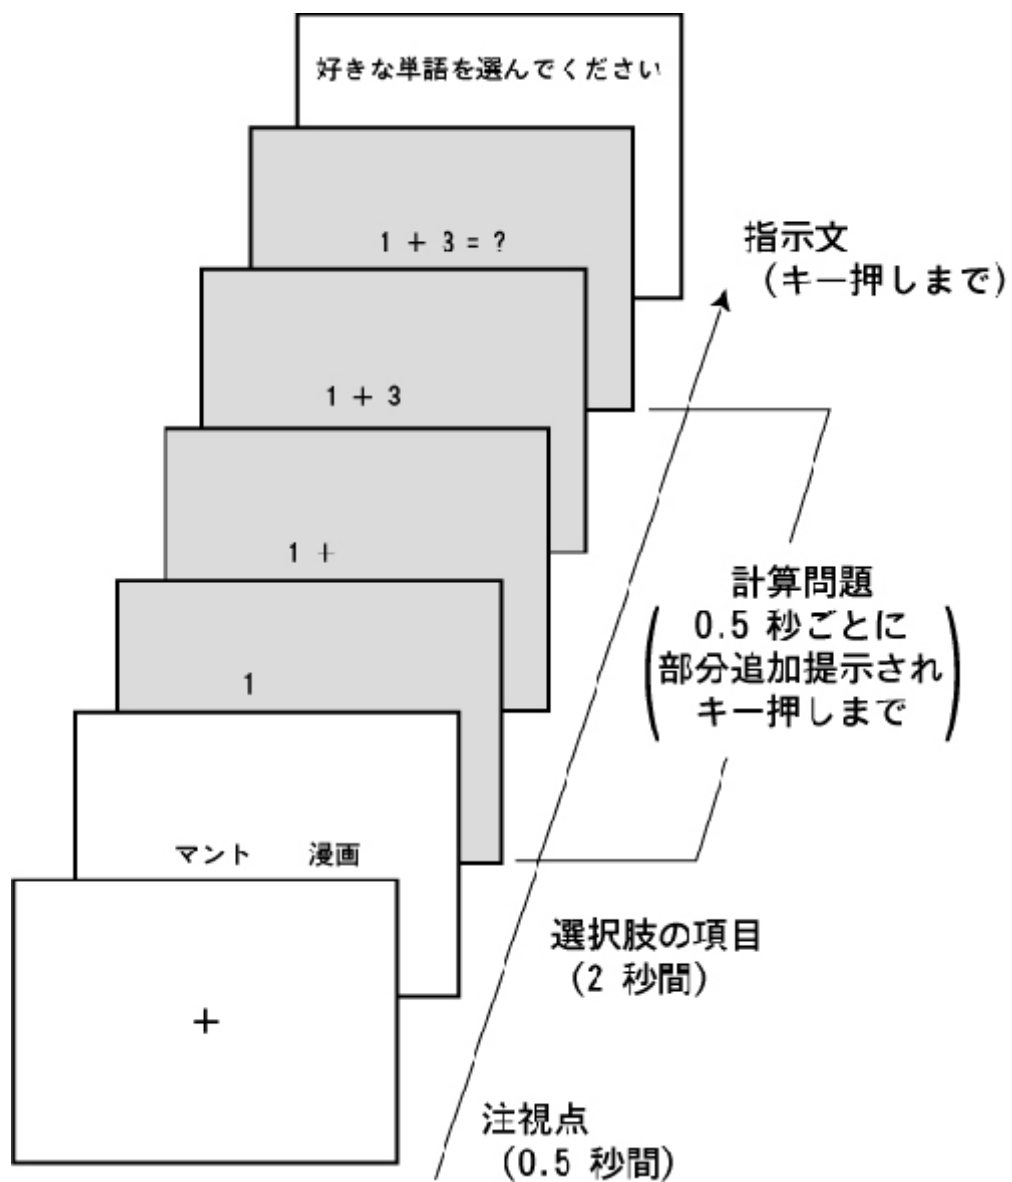 好きな単語を選んでください
1 + 3 = ?
指示文
(キー押しまで)
1 + 3
1 +
計算問題
0.5 秒ごとに
部分追加提示され
キー押しまで
1
マント 漫画
選択肢の項目
(2 秒間)
+
注視点
(0.5 秒間)